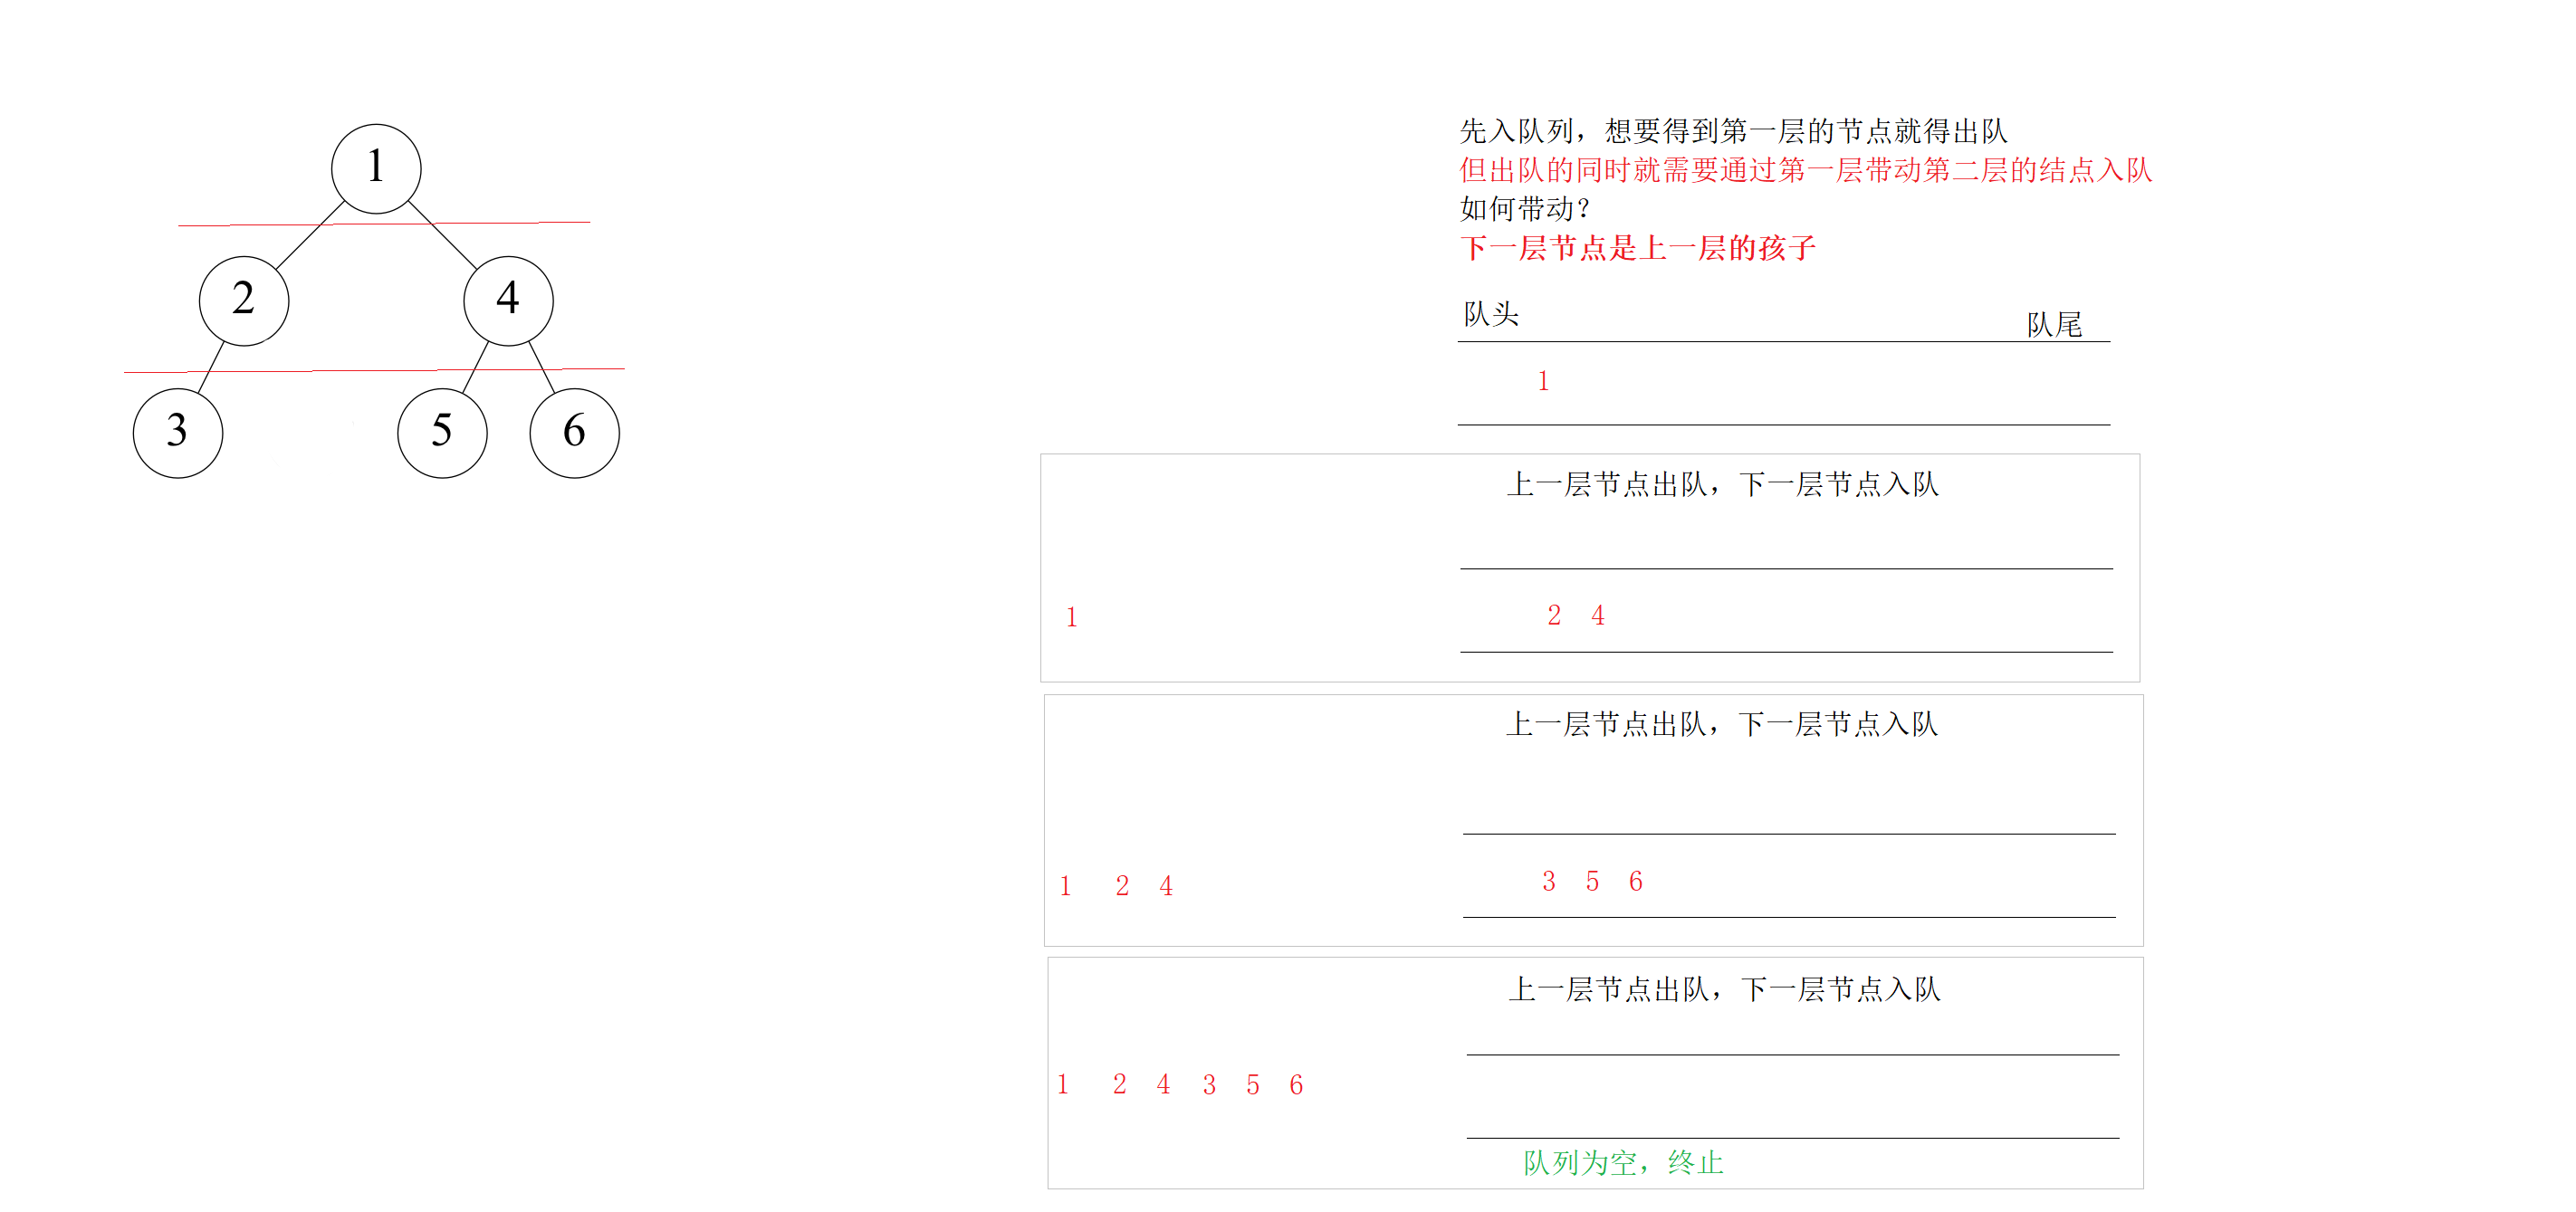 1
2 4
3 5 6
先入队列，想要得到第一层的节点就得出队
但出队的同时就需要通过第一层带动第二层的结点入队
如何带动？
下一层节点是上一层的孩子
队头 队尾
1
上一层节点出队，下一层节点入队
1 2 4
上一层节点出队，下一层节点入队
1 2 4 3 5 6
上一层节点出队，下一层节点入队
1 2 4 3 5 6
队列为空，终止